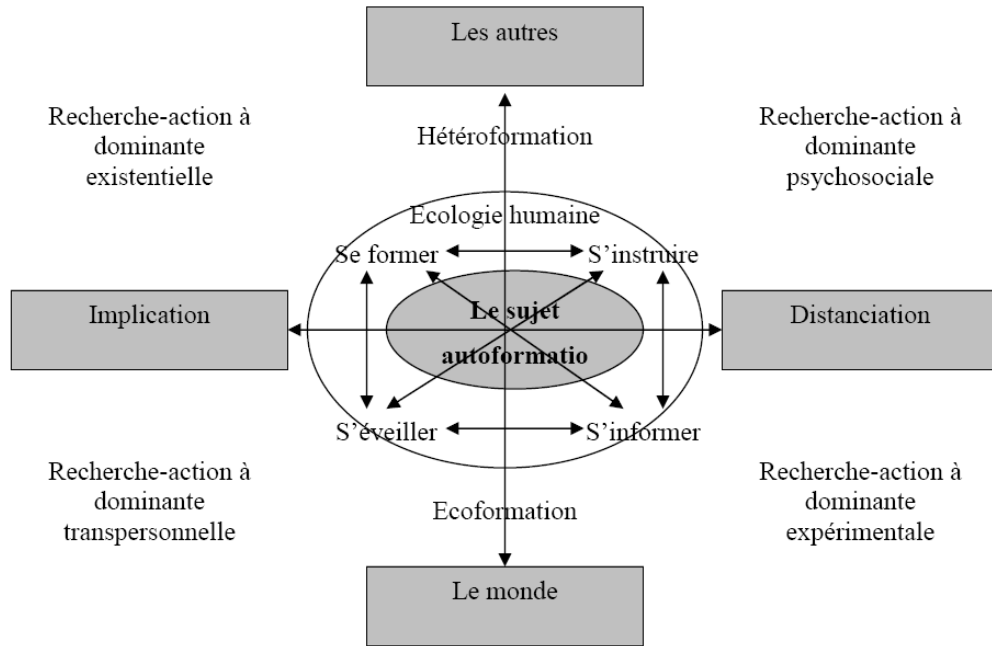 Les autres
Recherche-action à
dominante
existentielle
Hétéroformation
Recherche-action à
dominante
psychosociale
Ecologie humaine
Se former
S'instruire
Implication
Le sujet
autoformatio
Distanciation
S'éveiller
S'informer
Recherche-action à
dominante
transpersonnelle
Ecoformation
Recherche-action à
dominante
expérimentale
Le monde